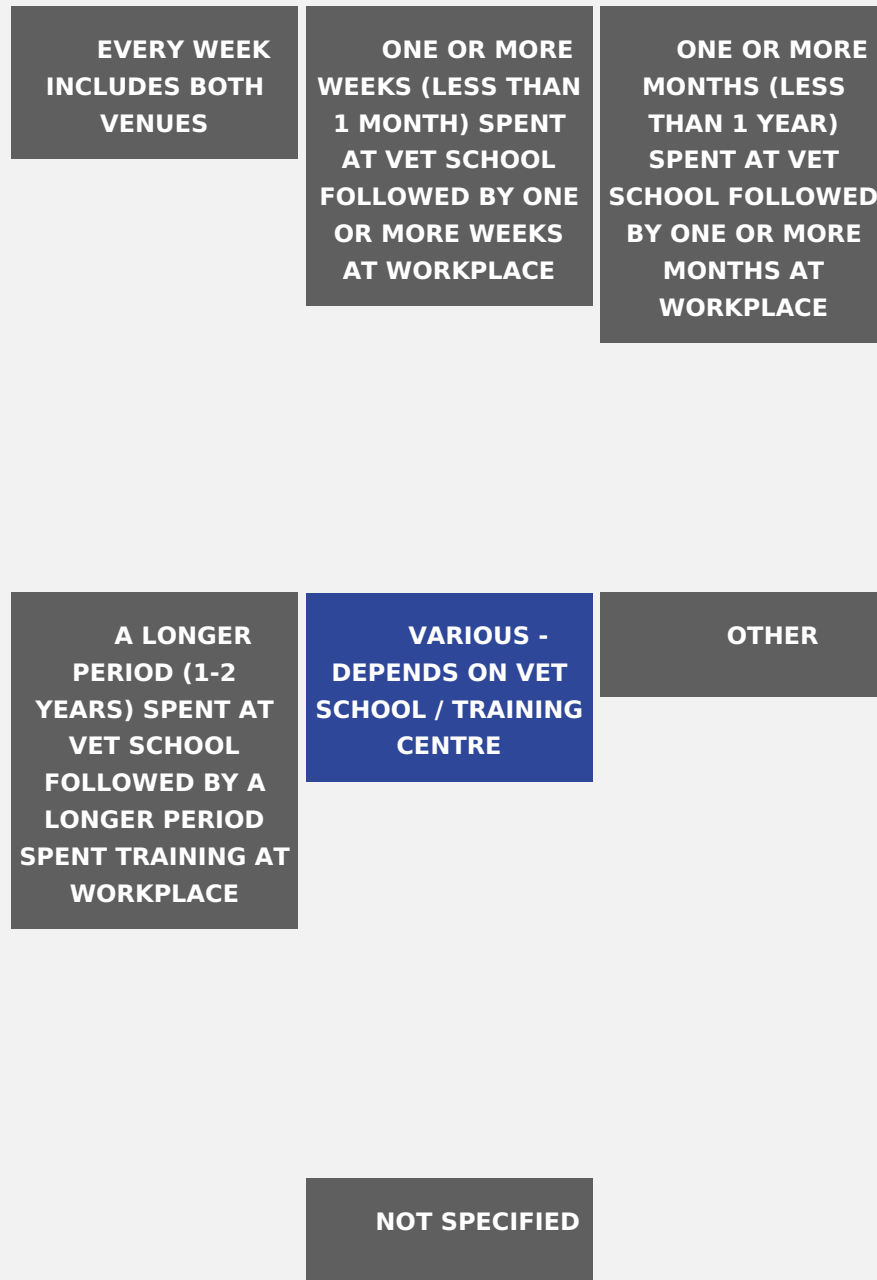 EVERY WEEK
INCLUDES BOTH
VENUES
ONE OR MORE
WEEKS (LESS THAN
1 MONTH) SPENT
AT VET SCHOOL
FOLLOWED BY ONE
OR MORE WEEKS
AT WORKPLACE
ONE OR MORE
MONTHS (LESS
THAN 1 YEAR)
SPENT AT VET
SCHOOL FOLLOWED
BY ONE OR MORE
MONTHS AT
WORKPLACE
A LONGER
PERIOD (1-2
YEARS) SPENT AT
VET SCHOOL
FOLLOWED BY A
LONGER PERIOD
SPENT TRAINING AT
WORKPLACE
VARIOUS -
DEPENDS ON VET
SCHOOL / TRAINING
CENTRE
OTHER
NOT SPECIFIED